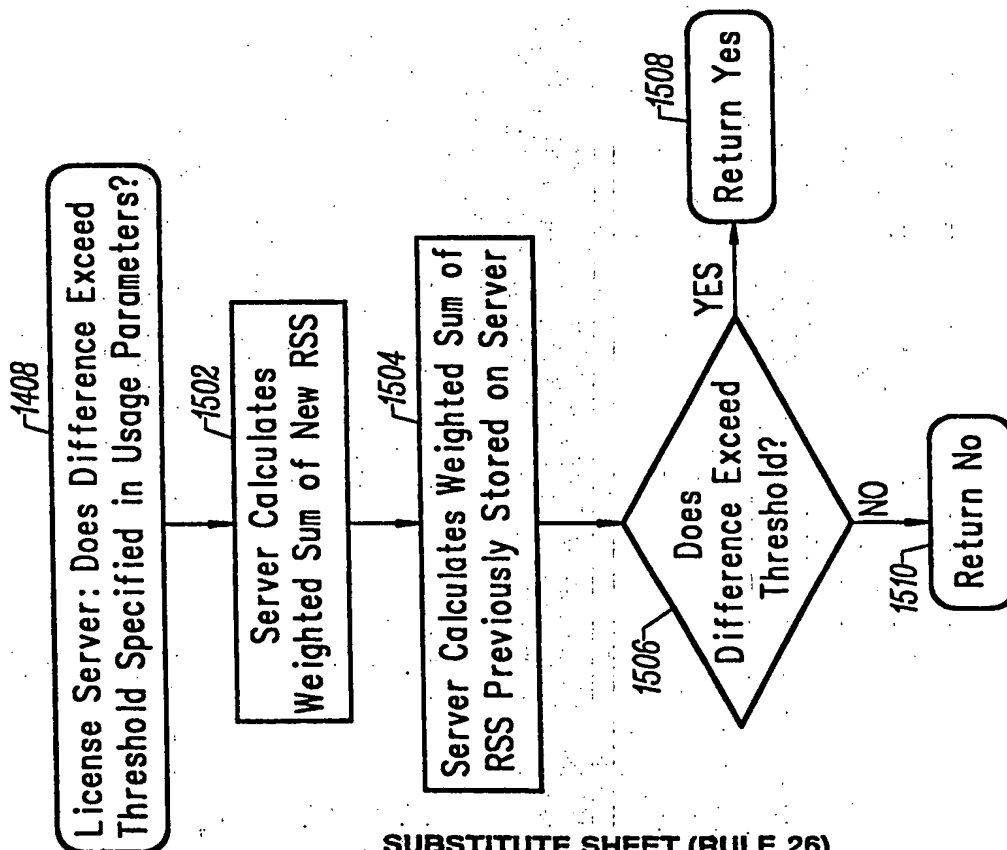 1408
License Server: Does Difference Exceed
Threshold Specified in Usage Parameters?
1502
Server Calculates
Weighted Sum of New RSS
1504
Server Calculates Weighted Sum of
RSS Previously Stored on Server
1506
Does
Difference Exceed
Threshold?
YES
1508
Return Yes
NO
1510
Return No
SUBSTITUTE SHEET (RULE 26)